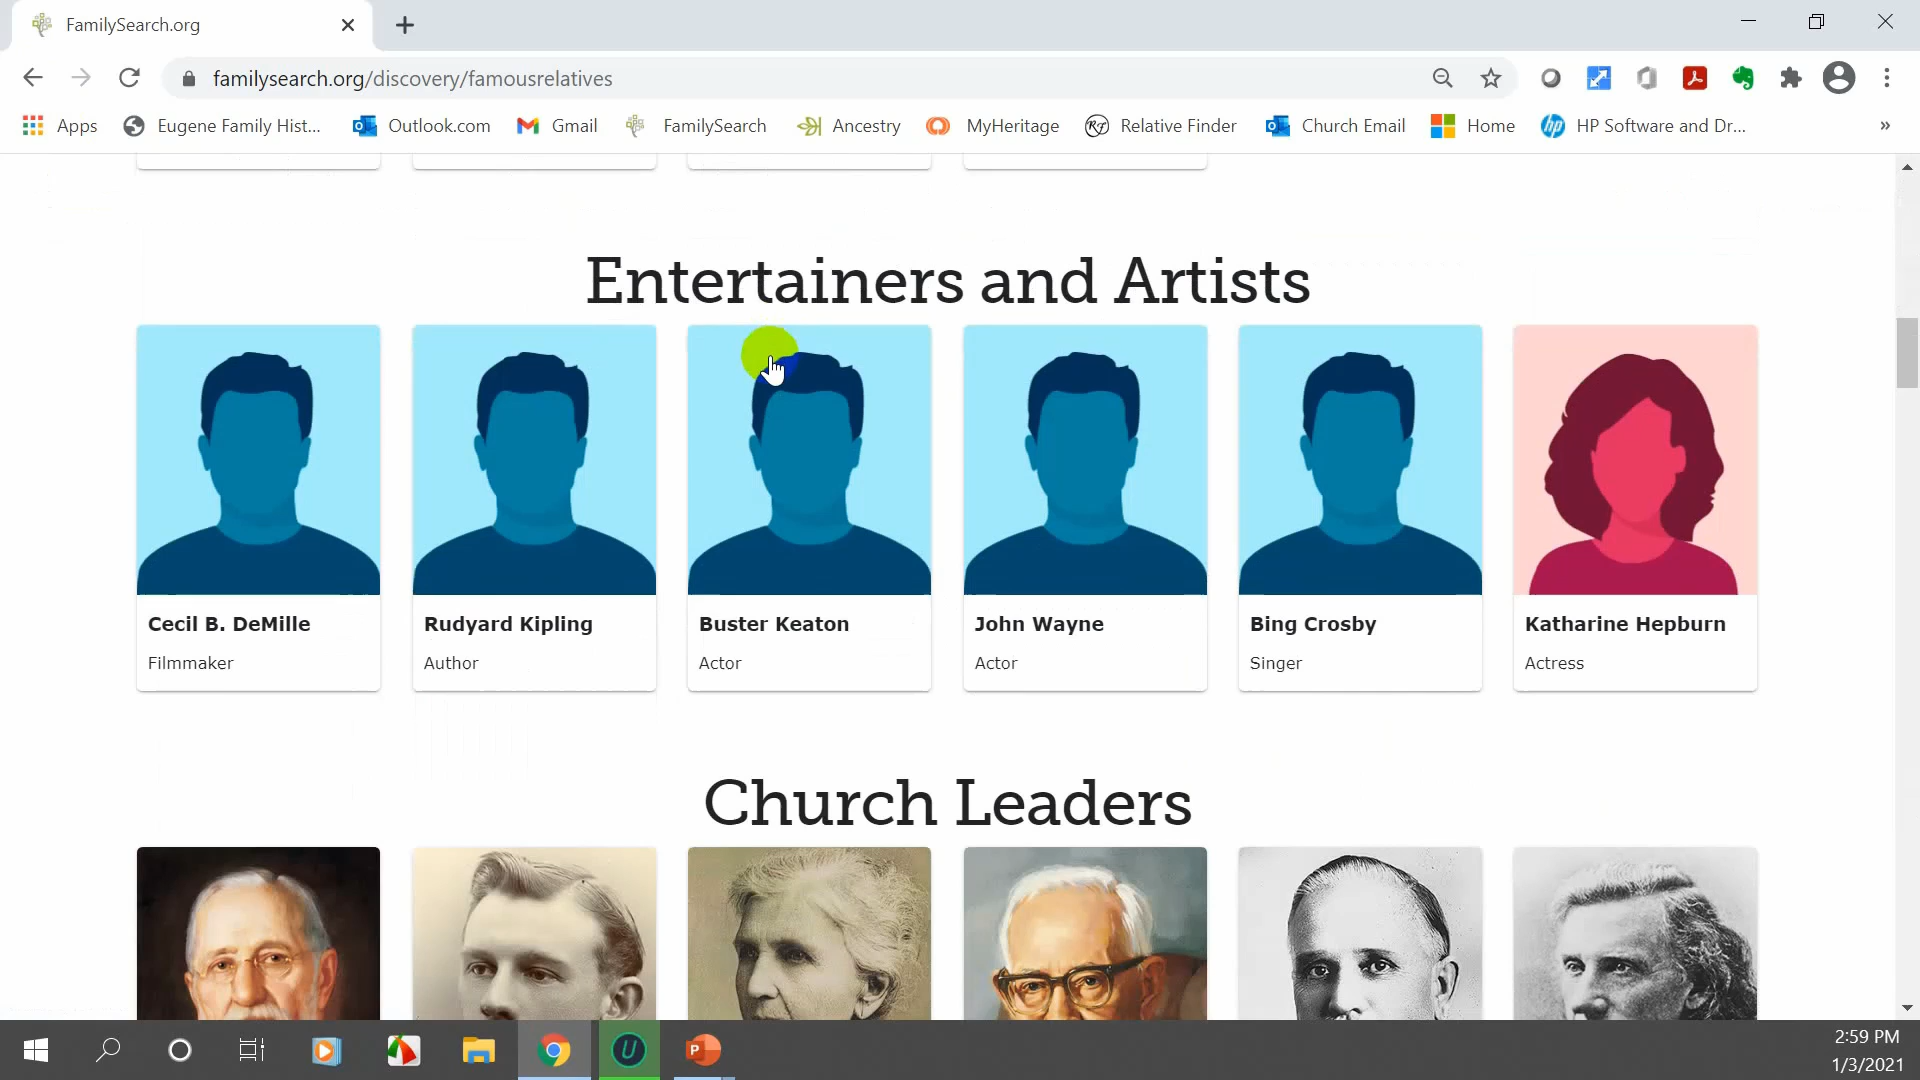 FamilySearch.org
familysearch.org/discovery/famousrelatives
Apps Eugene Family Hist... Outlook.com Gmail FamilySearch Ancestry MyHeritage RF Relative Finder Church Email Home hp HP Software and Dr... »
Entertainers and Artists
Cecil B. DeMille Rudyard Kipling Buster Keaton John Wayne Bing Crosby Katharine Hepburn
Filmmaker Author Actor Actor Singer Actress
Church Leaders
U P
2:59 PM
1/3/2021